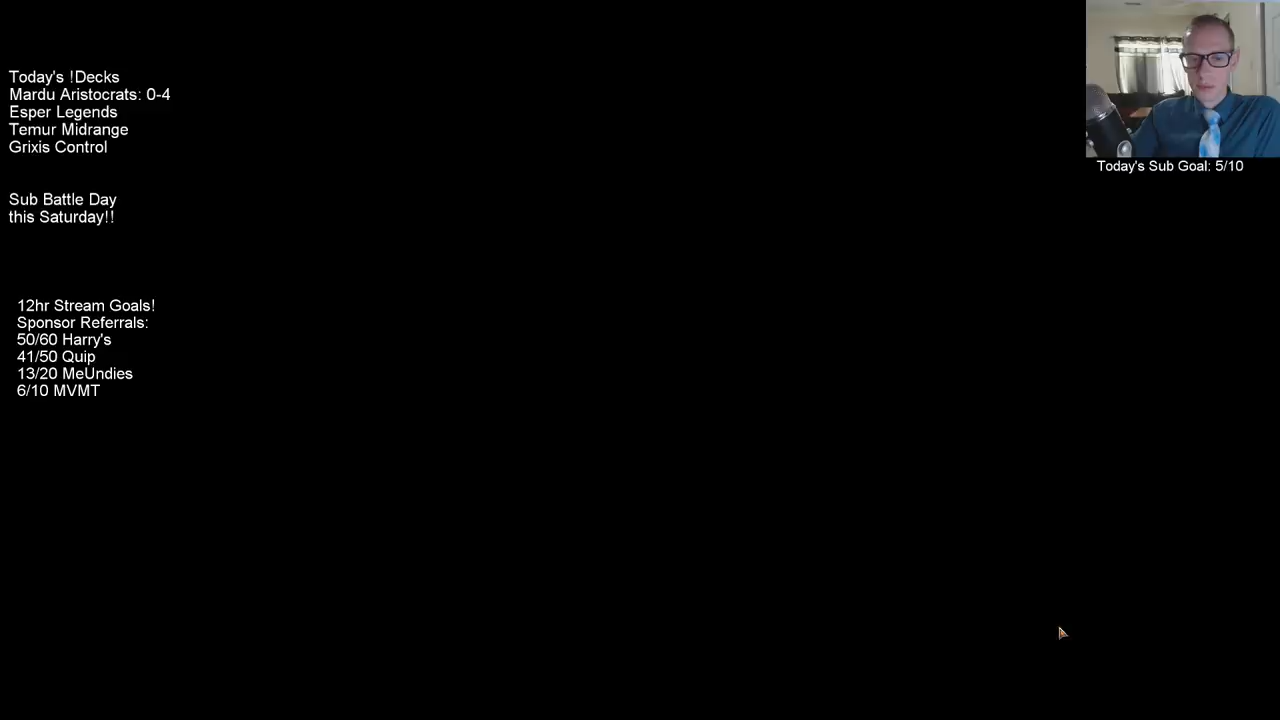 Today's !Decks
Mardu Aristocrats: 0-4
Esper Legends
Temur Midrange
Grixis Control
Sub Battle Day
this Saturday!!
12hr Stream Goals!
Sponsor Referrals:
50/60 Harry's
41/50 Quip
13/20 MeUndies
6/10 MVMT
Today's Sub Goal: 5/10